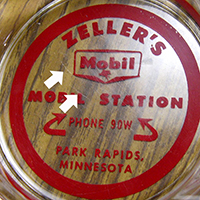 ZELLER'S
Mobil
MOBIL STATION
PHONE 90W
PARK RAPIDS,
MINNESOTA